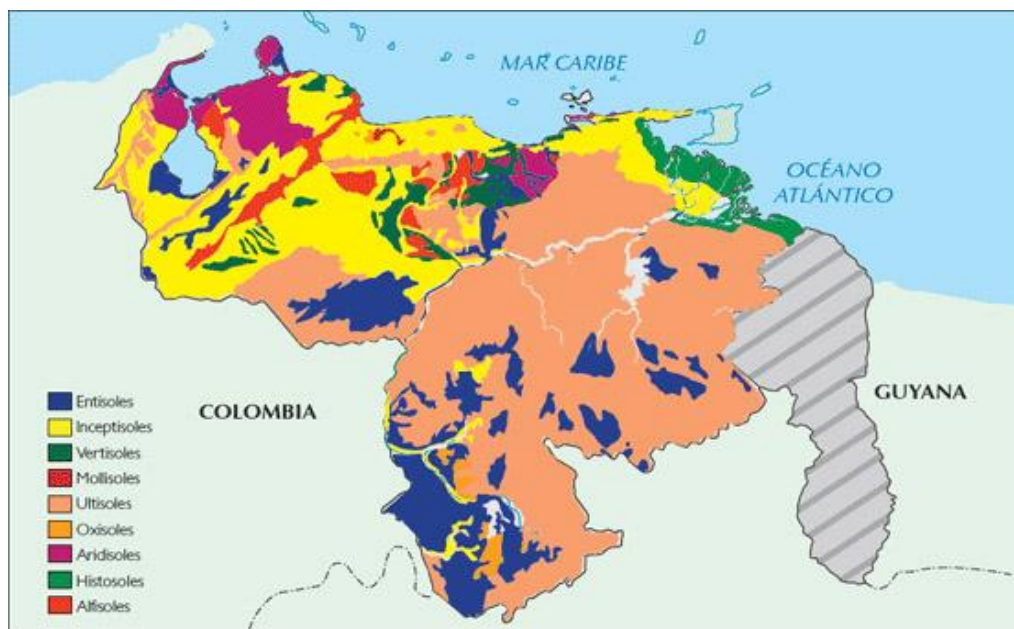 MAR CARIBE
OCÉANO
ATLÁNTICO
COLOMBIA
GUYANA
Entisoles
Inceptisoles
Vertisoles
Mollisoles
Ultisoles
Oxisoles
Aridisoles
Histosoles
Alfisoles